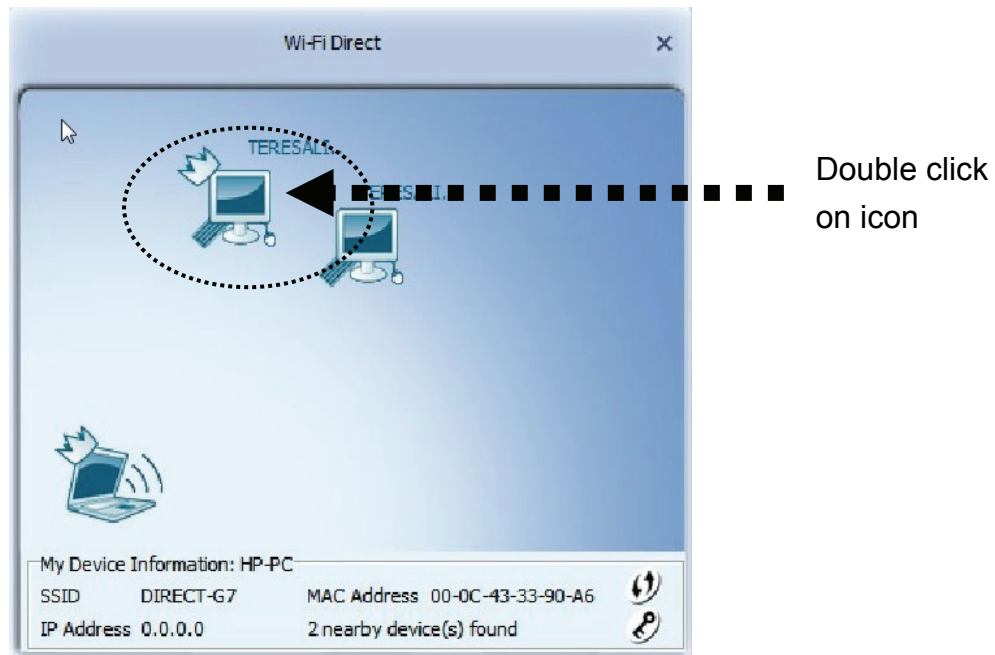 Wi-Fi Direct
TERESALI..
TERESALI..
Double click
on icon
My Device Information: HP-PC
SSID DIRECT-G7 MAC Address 00-0C-43-33-90-A6
IP Address 0.0.0.0 2 nearby device(s) found